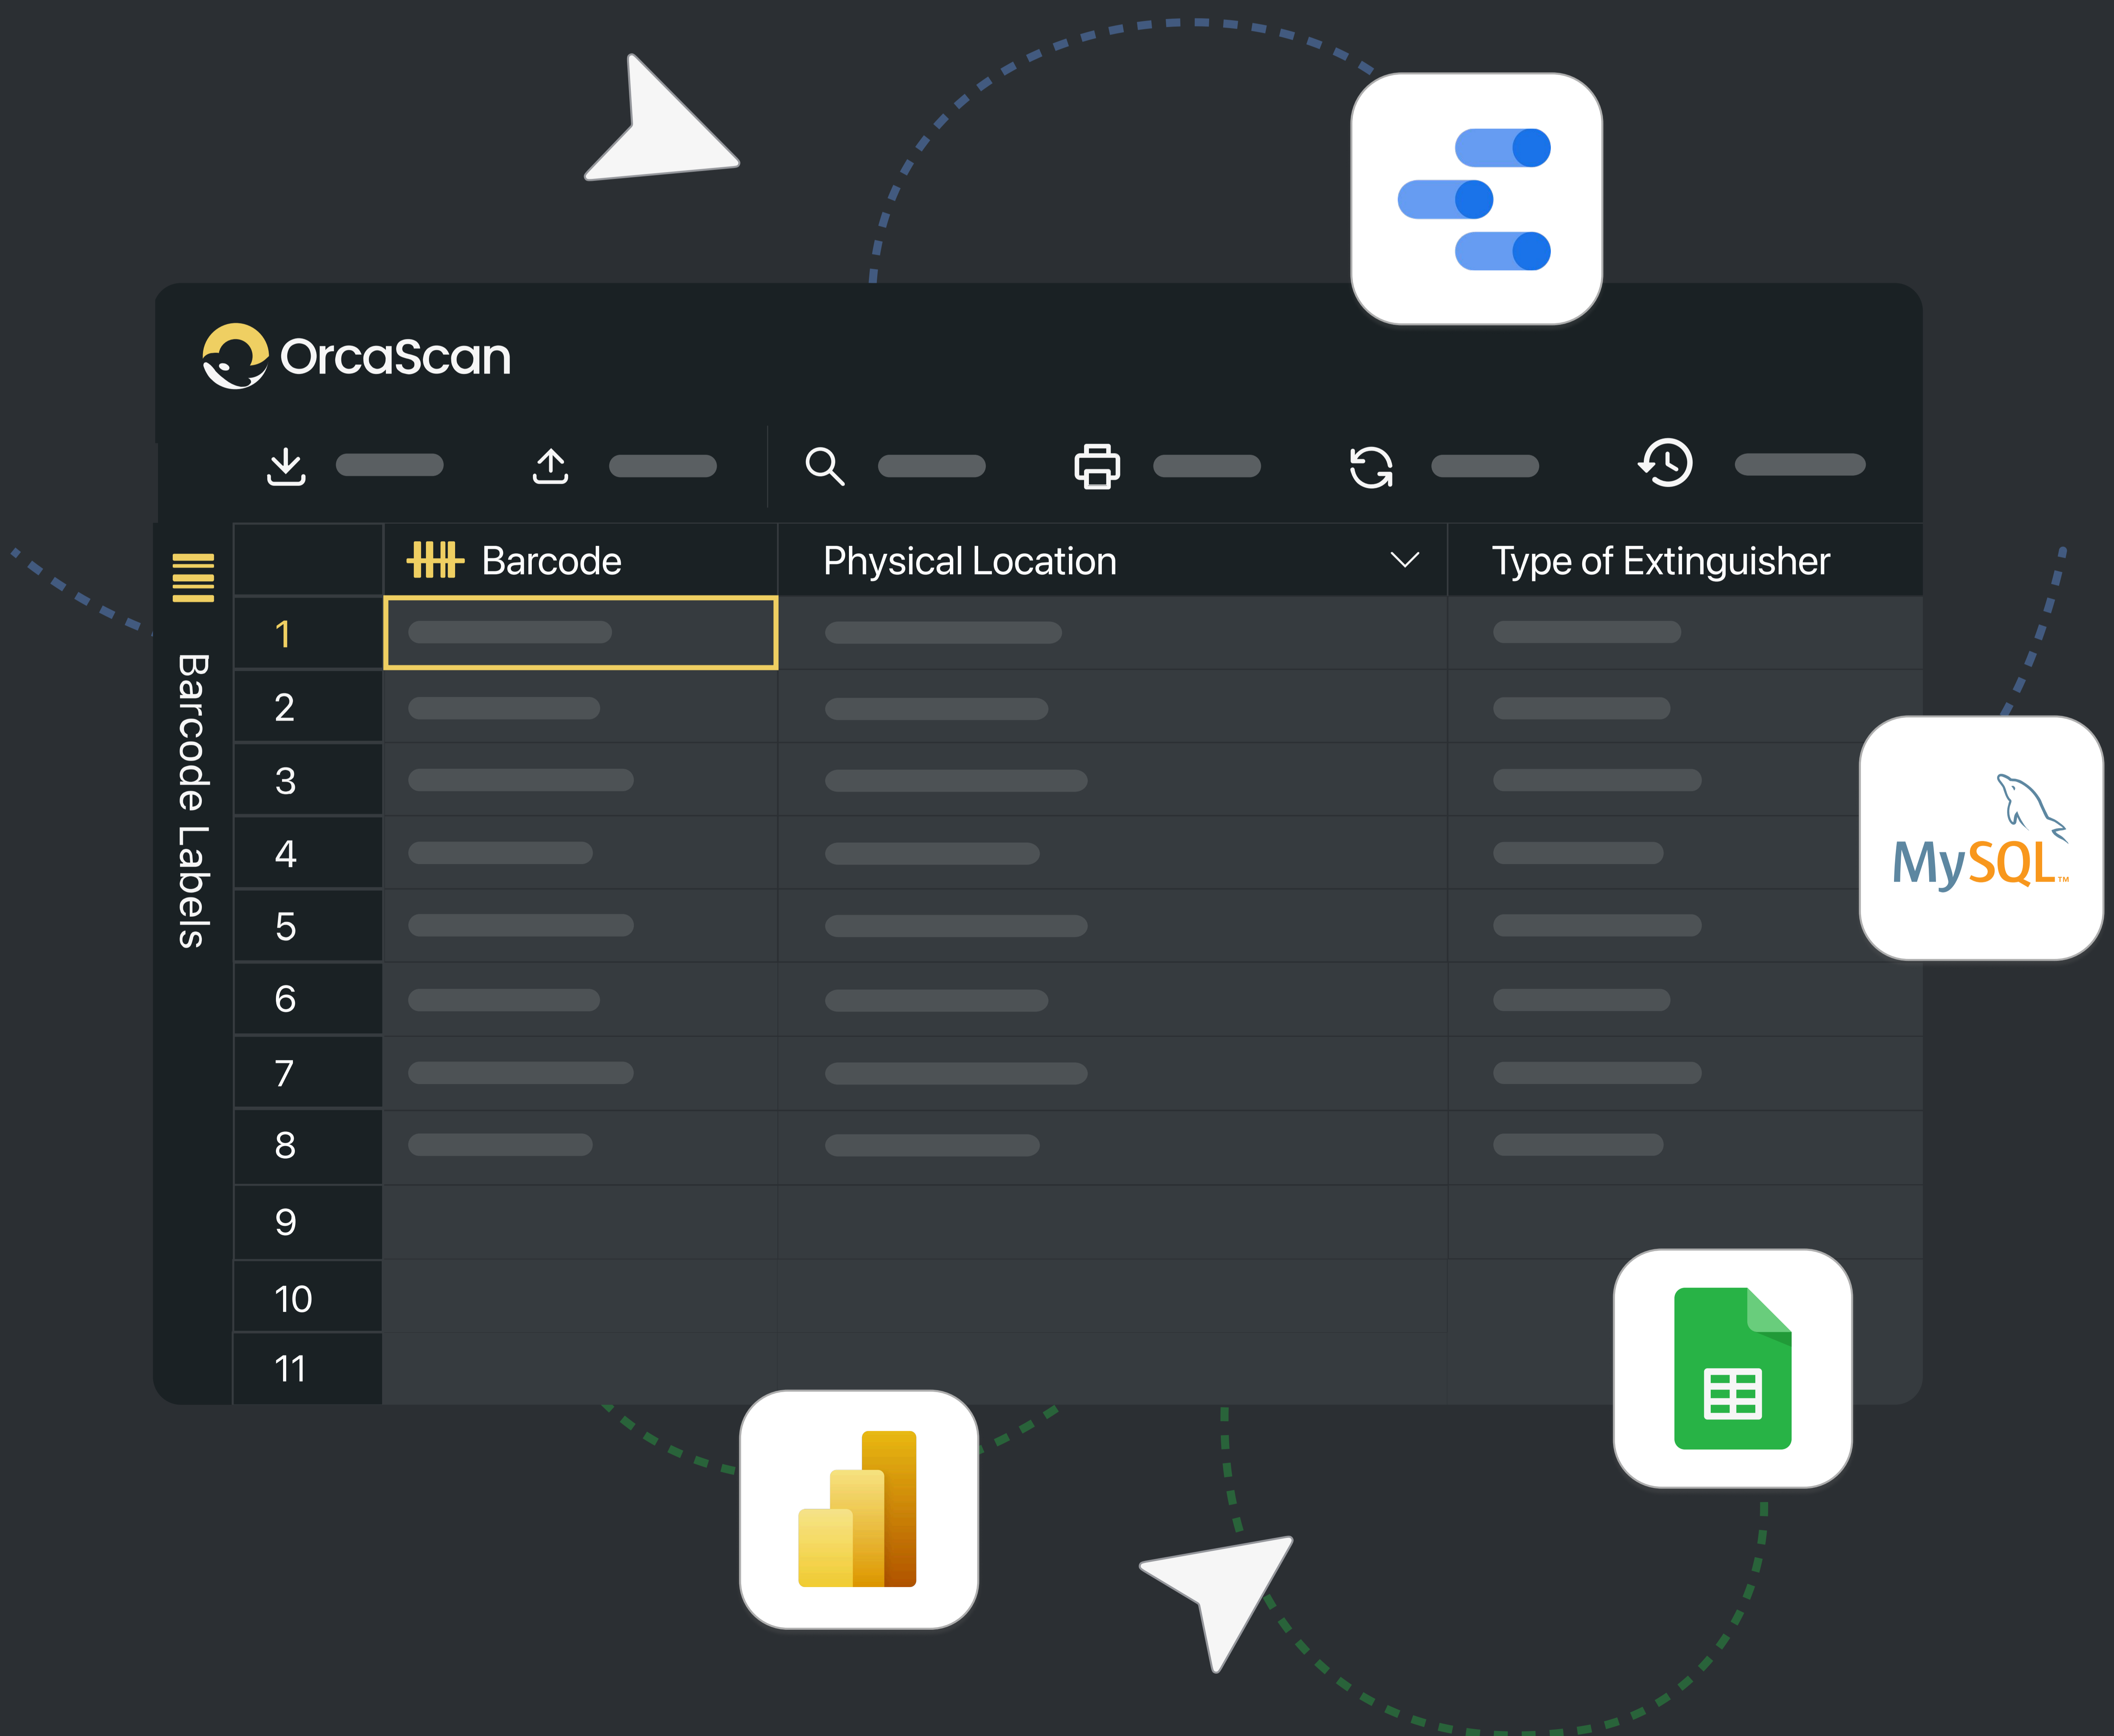 OrcaScan
Barcode Physical Location Type of Extinguisher
Barcode Labels
1
2
3
4
5
6
7
8
9
10
11
MySQL™